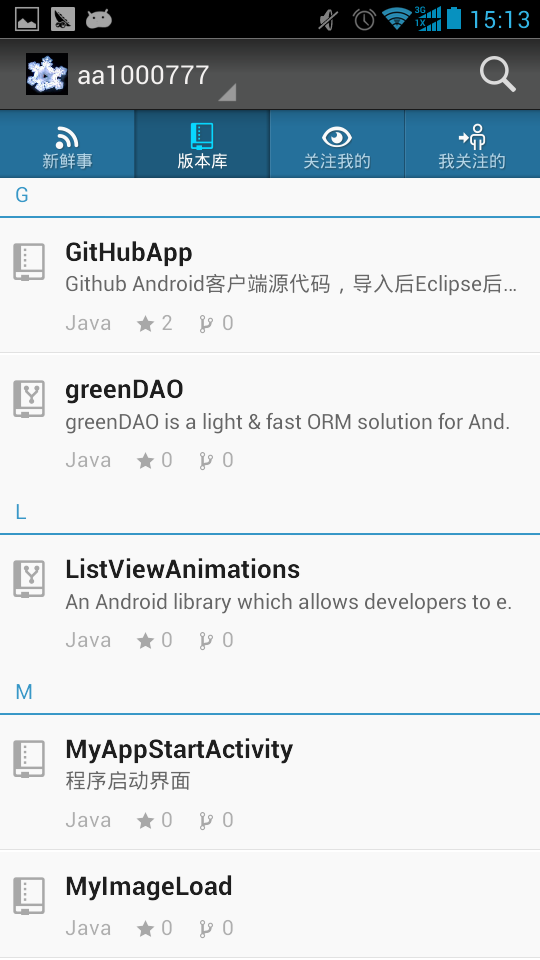 3G
1X
15:13
aa1000777
新鲜事
版本库
关注我的
我关注的
G
GitHubApp
Github Android客户端源代码，导入后Eclipse后...
Java 2 0
greenDAO
greenDAO is a light & fast ORM solution for And.
Java 0 0
L
ListViewAnimations
An Android library which allows developers to e.
Java 0 0
M
MyAppStartActivity
程序启动界面
Java 0 0
MyImageLoad
Java 0 0